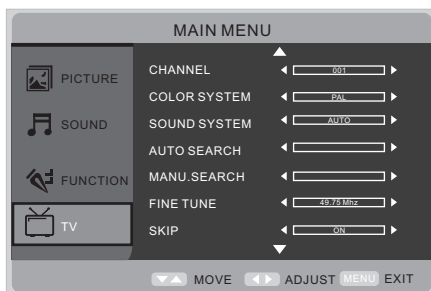 MAIN MENU
PICTURE
SOUND
FUNCTION
TV
CHANNEL 001
COLOR SYSTEM PAL
SOUND SYSTEM AUTO
AUTO SEARCH
MANU.SEARCH
FINE TUNE 49.75 Mhz
SKIP ON
MOVE ADJUST MENU EXIT